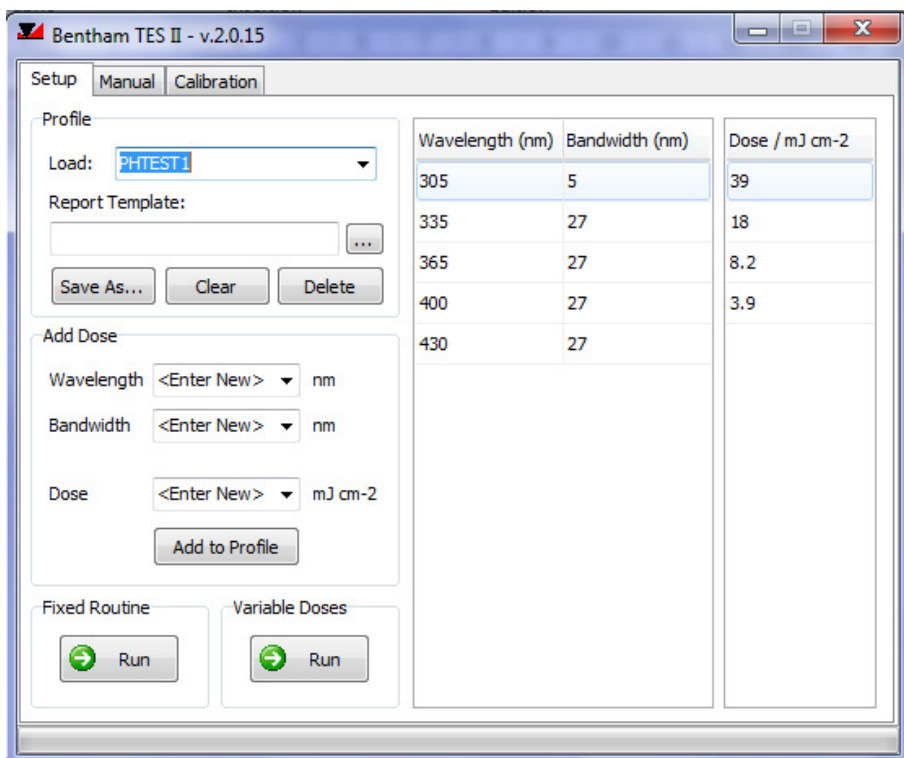 Bentham TES II - v.2.0.15
Setup Manual Calibration
Profile
Load: PHTEST1
Report Template:
...
Save As... Clear Delete
Add Dose
Wavelength <Enter New> nm
Bandwidth <Enter New> nm
Dose <Enter New> mJ cm-2
Add to Profile
Fixed Routine Variable Doses
Run Run
Wavelength (nm) Bandwidth (nm) Dose / mJ cm-2
305 5 39
335 27 18
365 27 8.2
400 27 3.9
430 27